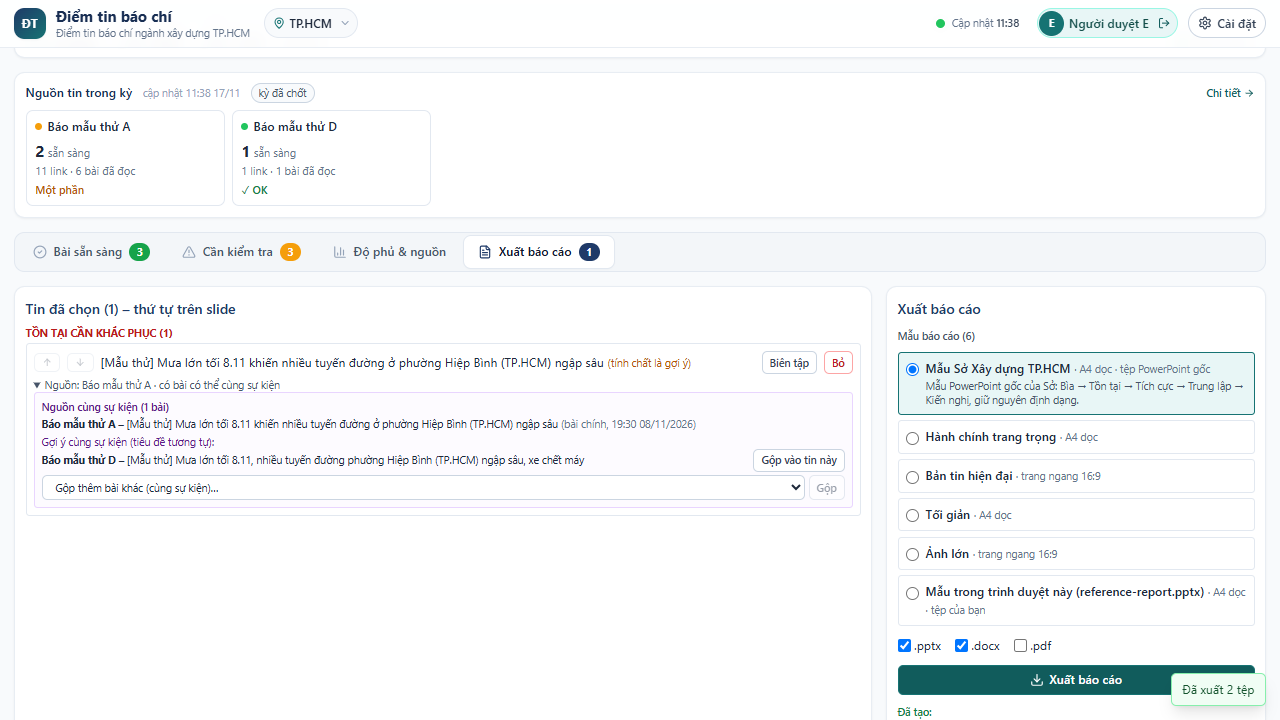 ĐT
Điểm tin báo chí
Điểm tin báo chí ngành xây dựng TP.HCM
TP.HCM
Cập nhật 11:38
E Người duyệt E
Cài đặt
Nguồn tin trong kỳ cập nhật 11:38 17/11 kỳ đã chốt
Chi tiết →
Báo mẫu thử A
2 sẵn sàng
11 link · 6 bài đã đọc
Một phần
Báo mẫu thử D
1 sẵn sàng
1 link · 1 bài đã đọc
✓ OK
Bài sẵn sàng 3
Cần kiểm tra 3
Độ phủ & nguồn
Xuất báo cáo 1
Tin đã chọn (1) – thứ tự trên slide
TỒN TẠI CẦN KHẮC PHỤC (1)
↑ ↓ [Mẫu thử] Mưa lớn tối 8.11 khiến nhiều tuyến đường ở phường Hiệp Bình (TP.HCM) ngập sâu (tính chất là gợi ý) Biên tập Bỏ
▼ Nguồn: Báo mẫu thử A · có bài có thể cùng sự kiện
Nguồn cùng sự kiện (1 bài)
Báo mẫu thử A – [Mẫu thử] Mưa lớn tối 8.11 khiến nhiều tuyến đường ở phường Hiệp Bình (TP.HCM) ngập sâu (bài chính, 19:30 08/11/2026)
Gợi ý cùng sự kiện (tiêu đề tương tự):
Báo mẫu thử D – [Mẫu thử] Mưa lớn tối 8.11, nhiều tuyến đường phường Hiệp Bình (TP.HCM) ngập sâu, xe chết máy Gộp vào tin này
Gộp thêm bài khác (cùng sự kiện)... Gộp
Xuất báo cáo
Mẫu báo cáo (6)
Mẫu Sở Xây dựng TP.HCM · A4 dọc · tệp PowerPoint gốc
Mẫu PowerPoint gốc của Sở: Bìa → Tồn tại → Tích cực → Trung lập →
Kiến nghị, giữ nguyên định dạng.
Hành chính trang trọng · A4 dọc
Bản tin hiện đại · trang ngang 16:9
Tối giản · A4 dọc
Ảnh lớn · trang ngang 16:9
Mẫu trong trình duyệt này (reference-report.pptx) · A4 dọc
· tệp của bạn
.pptx .docx .pdf
Xuất báo cáo
Đã xuất 2 tệp
Đã tạo: